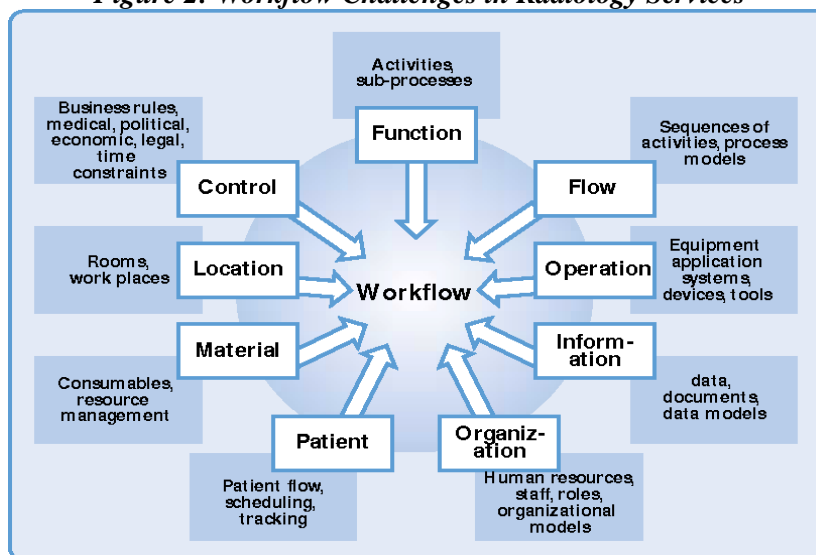 Figure 2: Workflow Challenges in Radiology Services
Activities,
sub-processes
Function
Business rules,
medical, political,
economic, legal,
time
constraints
Control
Sequences of
activities, process
models
Flow
Rooms,
work places
Location
Workflow
Operation
Equipment
application
systems,
devices, tools
Material
Consumables,
resource
management
Inform-
ation
data,
documents,
data models
Patient
Patient flow,
scheduling,
tracking
Organiz-
ation
Human resources,
staff, roles,
organizational
models